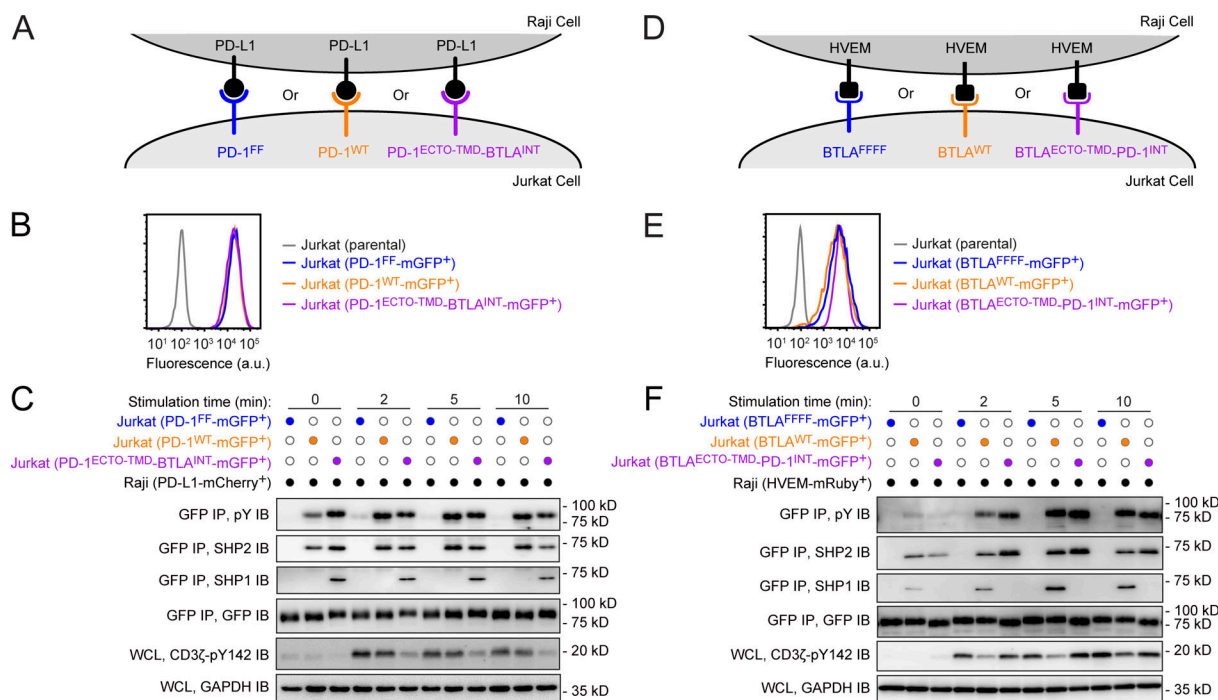 A
Raji Cell
PD-L1 PD-L1 PD-L1
Or Or
PD-1FF PD-1WT PD-1ECTO-TMD-BTLAINT
Jurkat Cell
B
Jurkat (parental)
Jurkat (PD-1FF-mGFP+)
Jurkat (PD-1WT-mGFP+)
Jurkat (PD-1ECTO-TMD-BTLAINT-mGFP+)
101 102 103 104 105
Fluorescence (a.u.)
C
Stimulation time (min): 0 2 5 10
Jurkat (PD-1FF-mGFP+)
Jurkat (PD-1WT-mGFP+)
Jurkat (PD-1ECTO-TMD-BTLAINT-mGFP+)
Raji (PD-L1-mCherry+)
GFP IP, pY IB - 100 kD
- 75 kD
GFP IP, SHP2 IB - 75 kD
GFP IP, SHP1 IB - 75 kD
GFP IP, GFP IB - 100 kD
- 75 kD
WCL, CD3ζ-pY142 IB - 20 kD
WCL, GAPDH IB - 35 kD
D
Raji Cell
HVEM HVEM HVEM
Or Or
BTLAFFFF BTLAWT BTLAECTO-TMD-PD-1INT
Jurkat Cell
E
Jurkat (parental)
Jurkat (BTLAFFFF-mGFP+)
Jurkat (BTLAWT-mGFP+)
Jurkat (BTLAECTO-TMD-PD-1INT-mGFP+)
101 102 103 104 105
Fluorescence (a.u.)
F
Stimulation time (min): 0 2 5 10
Jurkat (BTLAFFFF-mGFP+)
Jurkat (BTLAWT-mGFP+)
Jurkat (BTLAECTO-TMD-PD-1INT-mGFP+)
Raji (HVEM-mRuby+)
GFP IP, pY IB - 100 kD
- 75 kD
GFP IP, SHP2 IB - 75 kD
GFP IP, SHP1 IB - 75 kD
GFP IP, GFP IB - 100 kD
- 75 kD
WCL, CD3ζ-pY142 IB - 20 kD
WCL, GAPDH IB - 35 kD